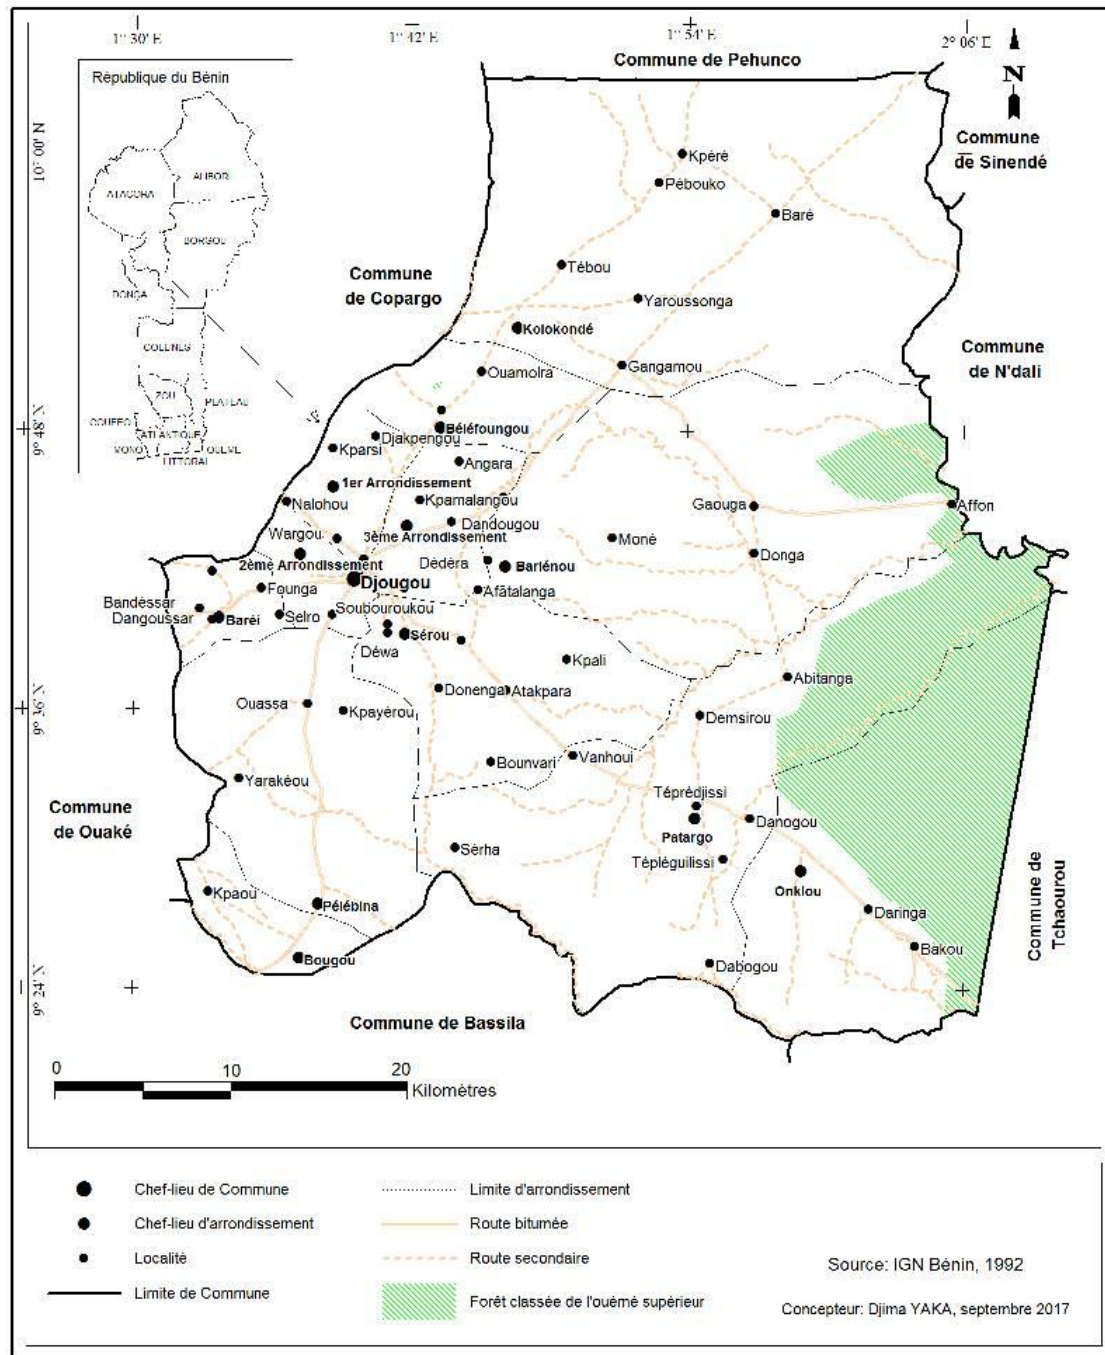 1° 30' E
1° 42' E
1° 54' E
2° 06' E
République du Bénin
Commune de Pehunco
N
Commune
de Sinendé
10° 00' N
ALIBORI
ATACORA
BORGOU
DONGA
COLLINES
ZOU
PLATEAU
COUFFO
ATLANTIQUE
MONO
OUEME
LITTORAL
Kpéré
Pébouko
Baré
Tébou
Commune
de Copargo
Yaroussonga
Kolokondé
Commune
de N'dali
Gangamou
Ouamolra
9° 48' N
Béléfoungou
Djakpengou
Kparsi
Angara
1er Arrondissement
Kpamalangou
Nalohou
Gaouga
Affon
Dandougou
3ème Arrondissement
Wargou
Moné
Donga
2ème Arrondissement
Dèdèra
Bariénou
Djougou
Founga
Afâtalanga
Bandèssar
Dangoussar
Baréi
Selro
Soubouroukou
Sérou
Déwa
Kpali
Abitanga
Donenga
Atakpara
9° 36' N
Ouassa
Kpayèrou
Demsirou
Bounvari
Vanhoui
Yarakéou
Téprédjissi
Commune
de Ouaké
Patargo
Danogou
Sérha
Tépléguilissi
Onklou
Kpaou
Pélébina
Daringa
Commune de
Tchaourou
Bakou
Bougou
Dabogou
9° 24' N
Commune de Bassila
0
10
20
Kilomètres
Chef-lieu de Commune
Limite d'arrondissement
Chef-lieu d'arrondissement
Route bitumée
Localité
Route secondaire
Source: IGN Bénin, 1992
Limite de Commune
Forêt classée de l'ouémé supérieur
Concepteur: Djima YAKA, septembre 2017